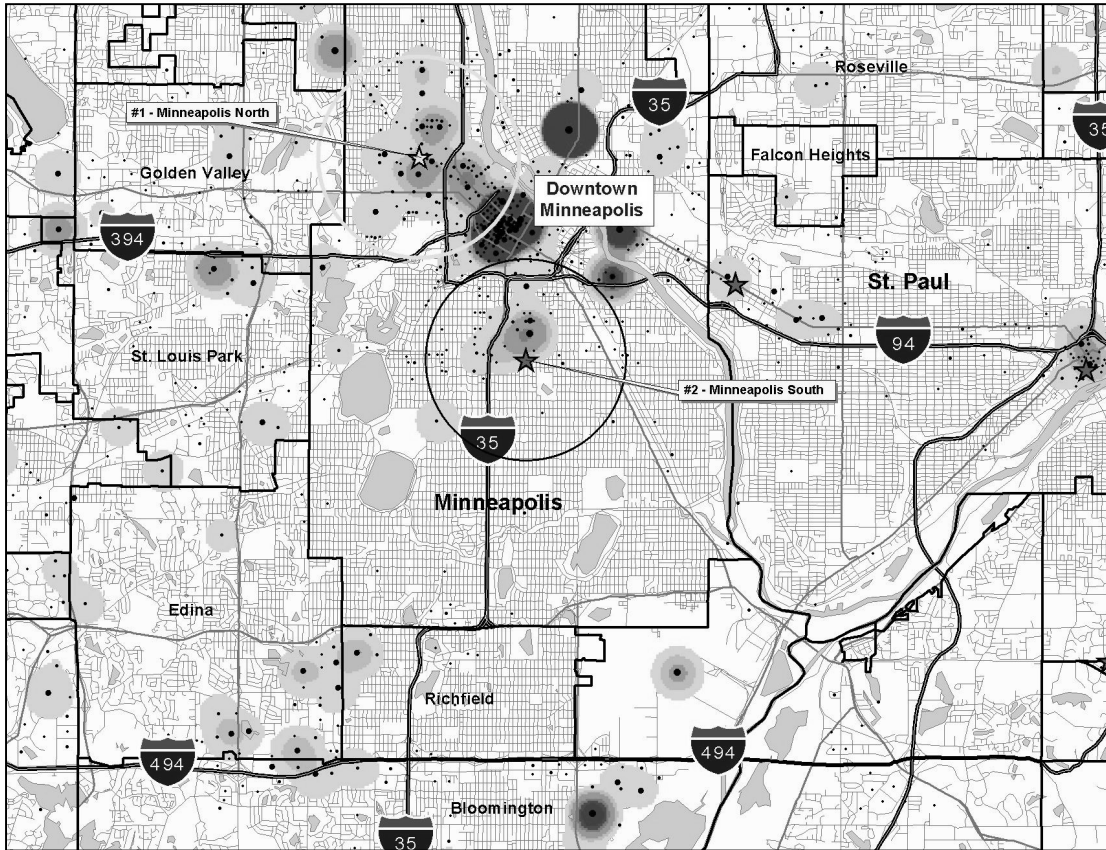 Roseville
35
#1 - Minneapolis North
35
Falcon Heights
Golden Valley
Downtown
Minneapolis
394
St. Paul
94
St. Louis Park
#2 - Minneapolis South
35
Minneapolis
Edina
Richfield
494
494
Bloomington
35